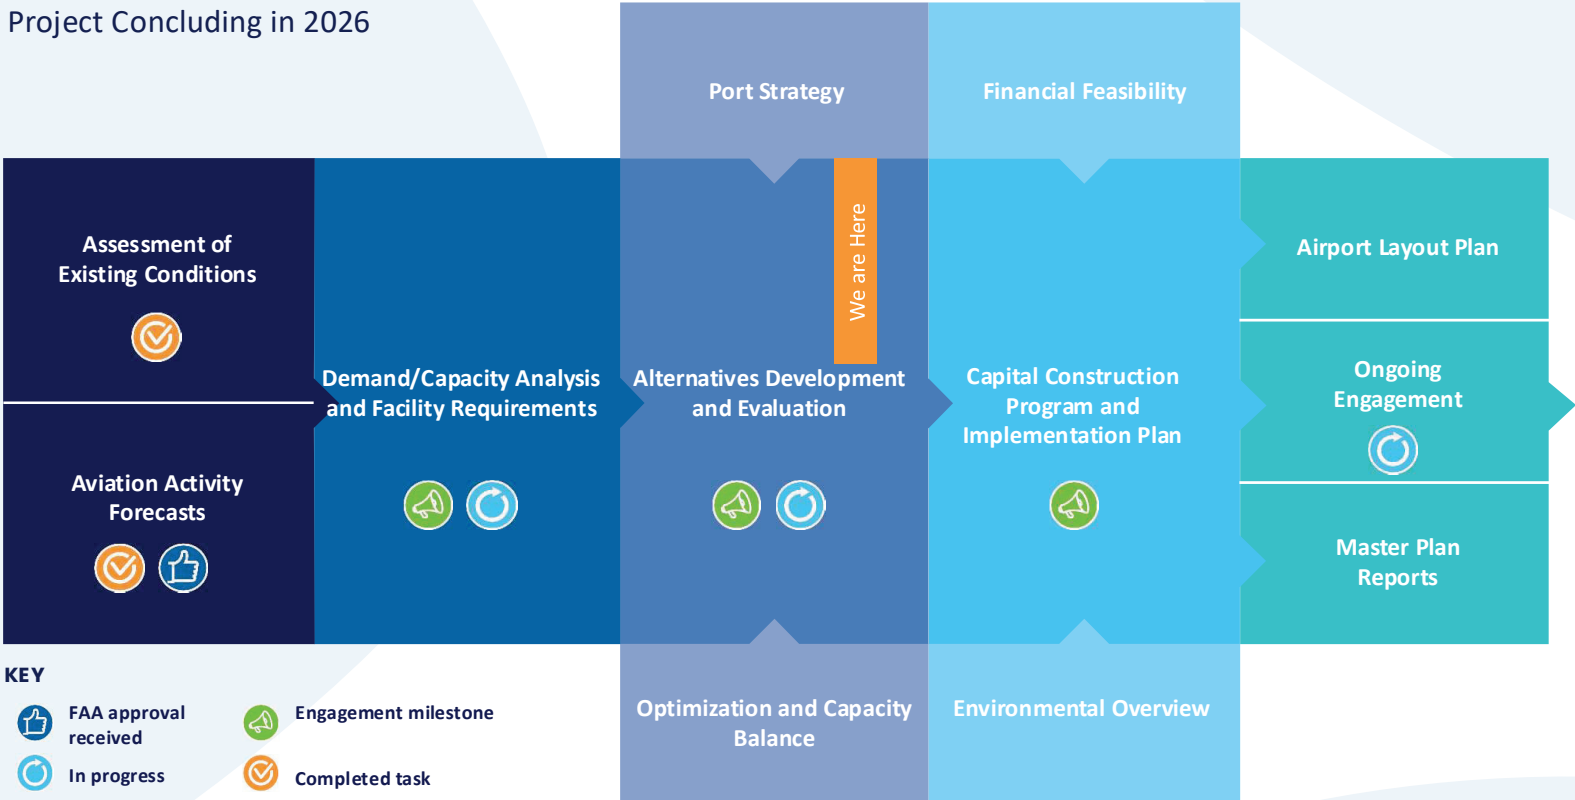 Project Concluding in 2026
Port Strategy
Financial Feasibility
Assessment of
Existing Conditions
Aviation Activity
Forecasts
Demand/Capacity Analysis
and Facility Requirements
We are Here
Alternatives Development
and Evaluation
Capital Construction
Program and
Implementation Plan
Airport Layout Plan
Ongoing
Engagement
Master Plan
Reports
Optimization and Capacity
Balance
Environmental Overview
KEY
FAA approval
received
Engagement milestone
In progress
Completed task